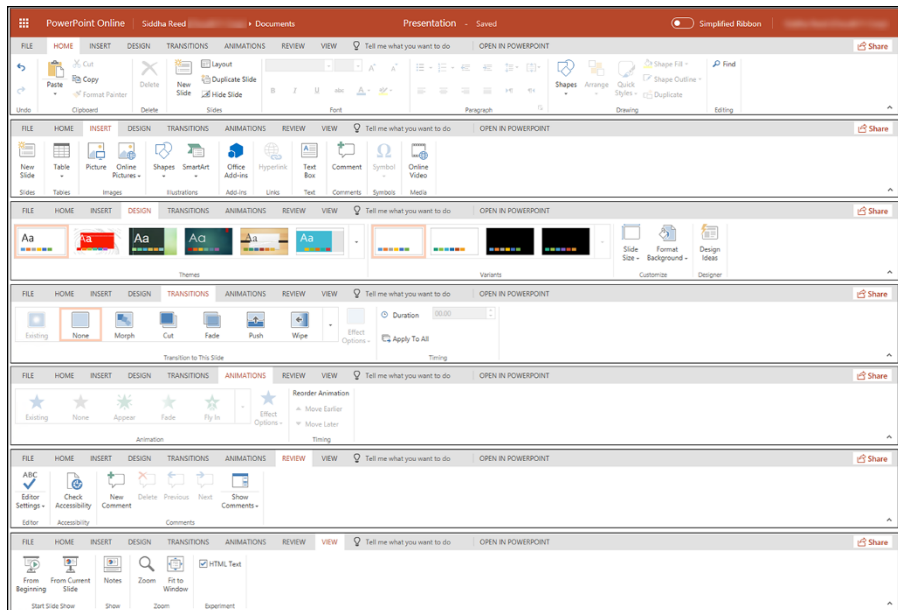 PowerPoint Online Siddha Reed Documents Presentation - Saved Simplified Ribbon
FILE HOME INSERT DESIGN TRANSITIONS ANIMATIONS REVIEW VIEW Tell me what you want to do OPEN IN POWERPOINT Share
Cut Layout Shape Fill Find
Paste Copy Delete New Slide Duplicate Slide Shapes Arrange Quick Styles Shape Outline
Format Painter Hide Slide B I U abc A Duplicate
Undo Clipboard Delete Slides Font Paragraph Drawing Editing
FILE HOME INSERT DESIGN TRANSITIONS ANIMATIONS REVIEW VIEW Tell me what you want to do OPEN IN POWERPOINT Share
New Table Picture Online Shapes SmartArt Office Hyperlink Text Comment Symbol Online
Slide Pictures Add-ins Box Video
Slides Tables Images Illustrations Add-Ins Links Text Comments Symbols Media
FILE HOME INSERT DESIGN TRANSITIONS ANIMATIONS REVIEW VIEW Tell me what you want to do OPEN IN POWERPOINT Share
Aa Aa Aa Aa Aa Aa
Slide Format Design
Size Background Ideas
Themes Variants Customize Designer
FILE HOME INSERT DESIGN TRANSITIONS ANIMATIONS REVIEW VIEW Tell me what you want to do OPEN IN POWERPOINT Share
Duration 00.00
Existing None Morph Cut Fade Push Wipe Effect Options Apply To All
Transition to This Slide Timing
FILE HOME INSERT DESIGN TRANSITIONS ANIMATIONS REVIEW VIEW Tell me what you want to do OPEN IN POWERPOINT Share
Reorder Animation
Existing None Appear Fade Fly In Effect Options Move Earlier
Move Later
Animation Timing
FILE HOME INSERT DESIGN TRANSITIONS ANIMATIONS REVIEW VIEW Tell me what you want to do OPEN IN POWERPOINT Share
ABC
Editor Check New Delete Previous Next Show
Settings Accessibility Comment Comments
Editor Accessibility Comments
FILE HOME INSERT DESIGN TRANSITIONS ANIMATIONS REVIEW VIEW Tell me what you want to do OPEN IN POWERPOINT Share
HTML Text
From From Current Notes Zoom Fit to
Beginning Slide Window
Start Slide Show Show Zoom Experiment